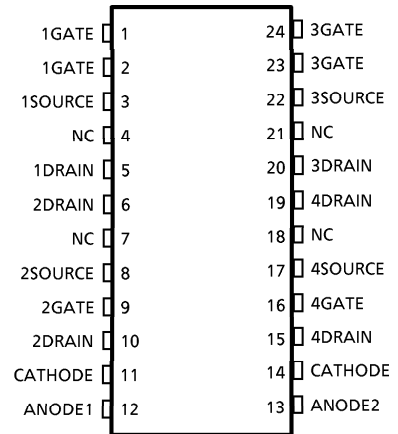 1GATE 1 24 3GATE
1GATE 2 23 3GATE
1SOURCE 3 22 3SOURCE
NC 4 21 NC
1DRAIN 5 20 3DRAIN
2DRAIN 6 19 4DRAIN
NC 7 18 NC
2SOURCE 8 17 4SOURCE
2GATE 9 16 4GATE
2DRAIN 10 15 4DRAIN
CATHODE 11 14 CATHODE
ANODE1 12 13 ANODE2